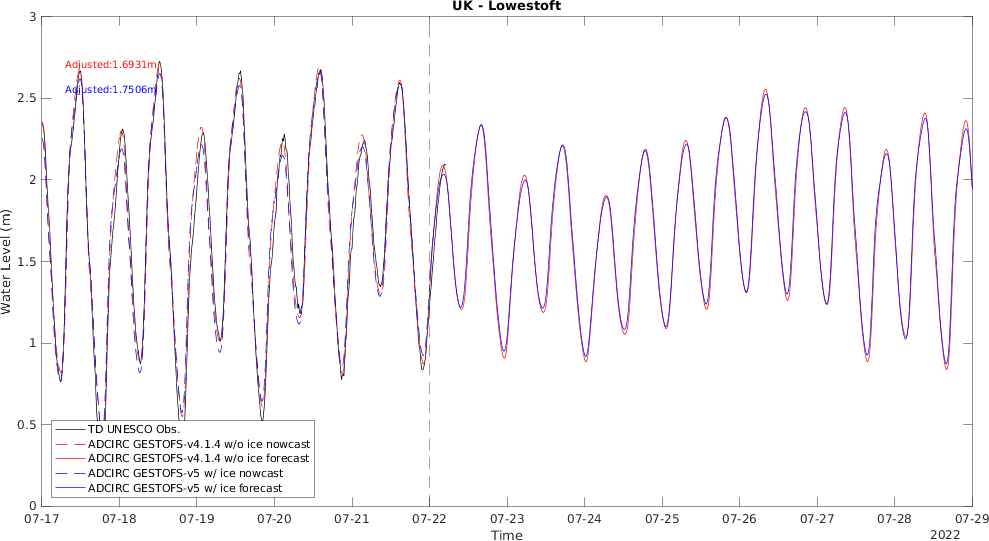 UK - Lowestoft
3
Adjusted:1.6931m
Adjusted:1.7506m
2.5
2
Water Level (m)
1.5
1
0.5
0
TD UNESCO Obs.
ADCIRC GESTOFS-v4.1.4 w/o ice nowcast
ADCIRC GESTOFS-v4.1.4 w/o ice forecast
ADCIRC GESTOFS-v5 w/ ice nowcast
ADCIRC GESTOFS-v5 w/ ice forecast
07-17 07-18 07-19 07-20 07-21 07-22 07-23 07-24 07-25 07-26 07-27 07-28 07-29
Time
2022